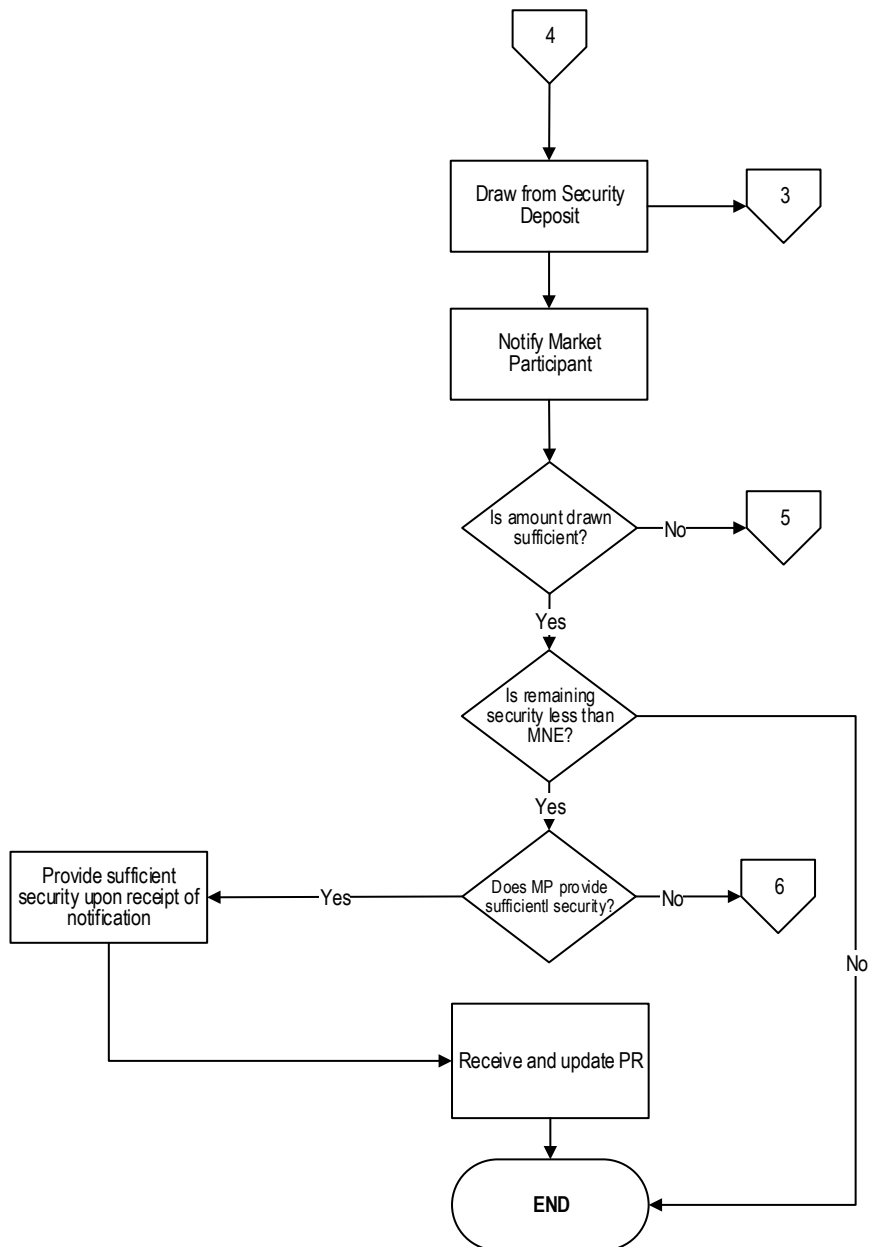 4
Draw from Security
Deposit
3
Notify Market
Participant
Is amount drawn
sufficient?
No
5
Yes
Is remaining
security less than
MNE?
Yes
Provide sufficient
security upon receipt of
notification
Yes
Does MP provide
sufficientl security?
No
6
No
Receive and update PR
END